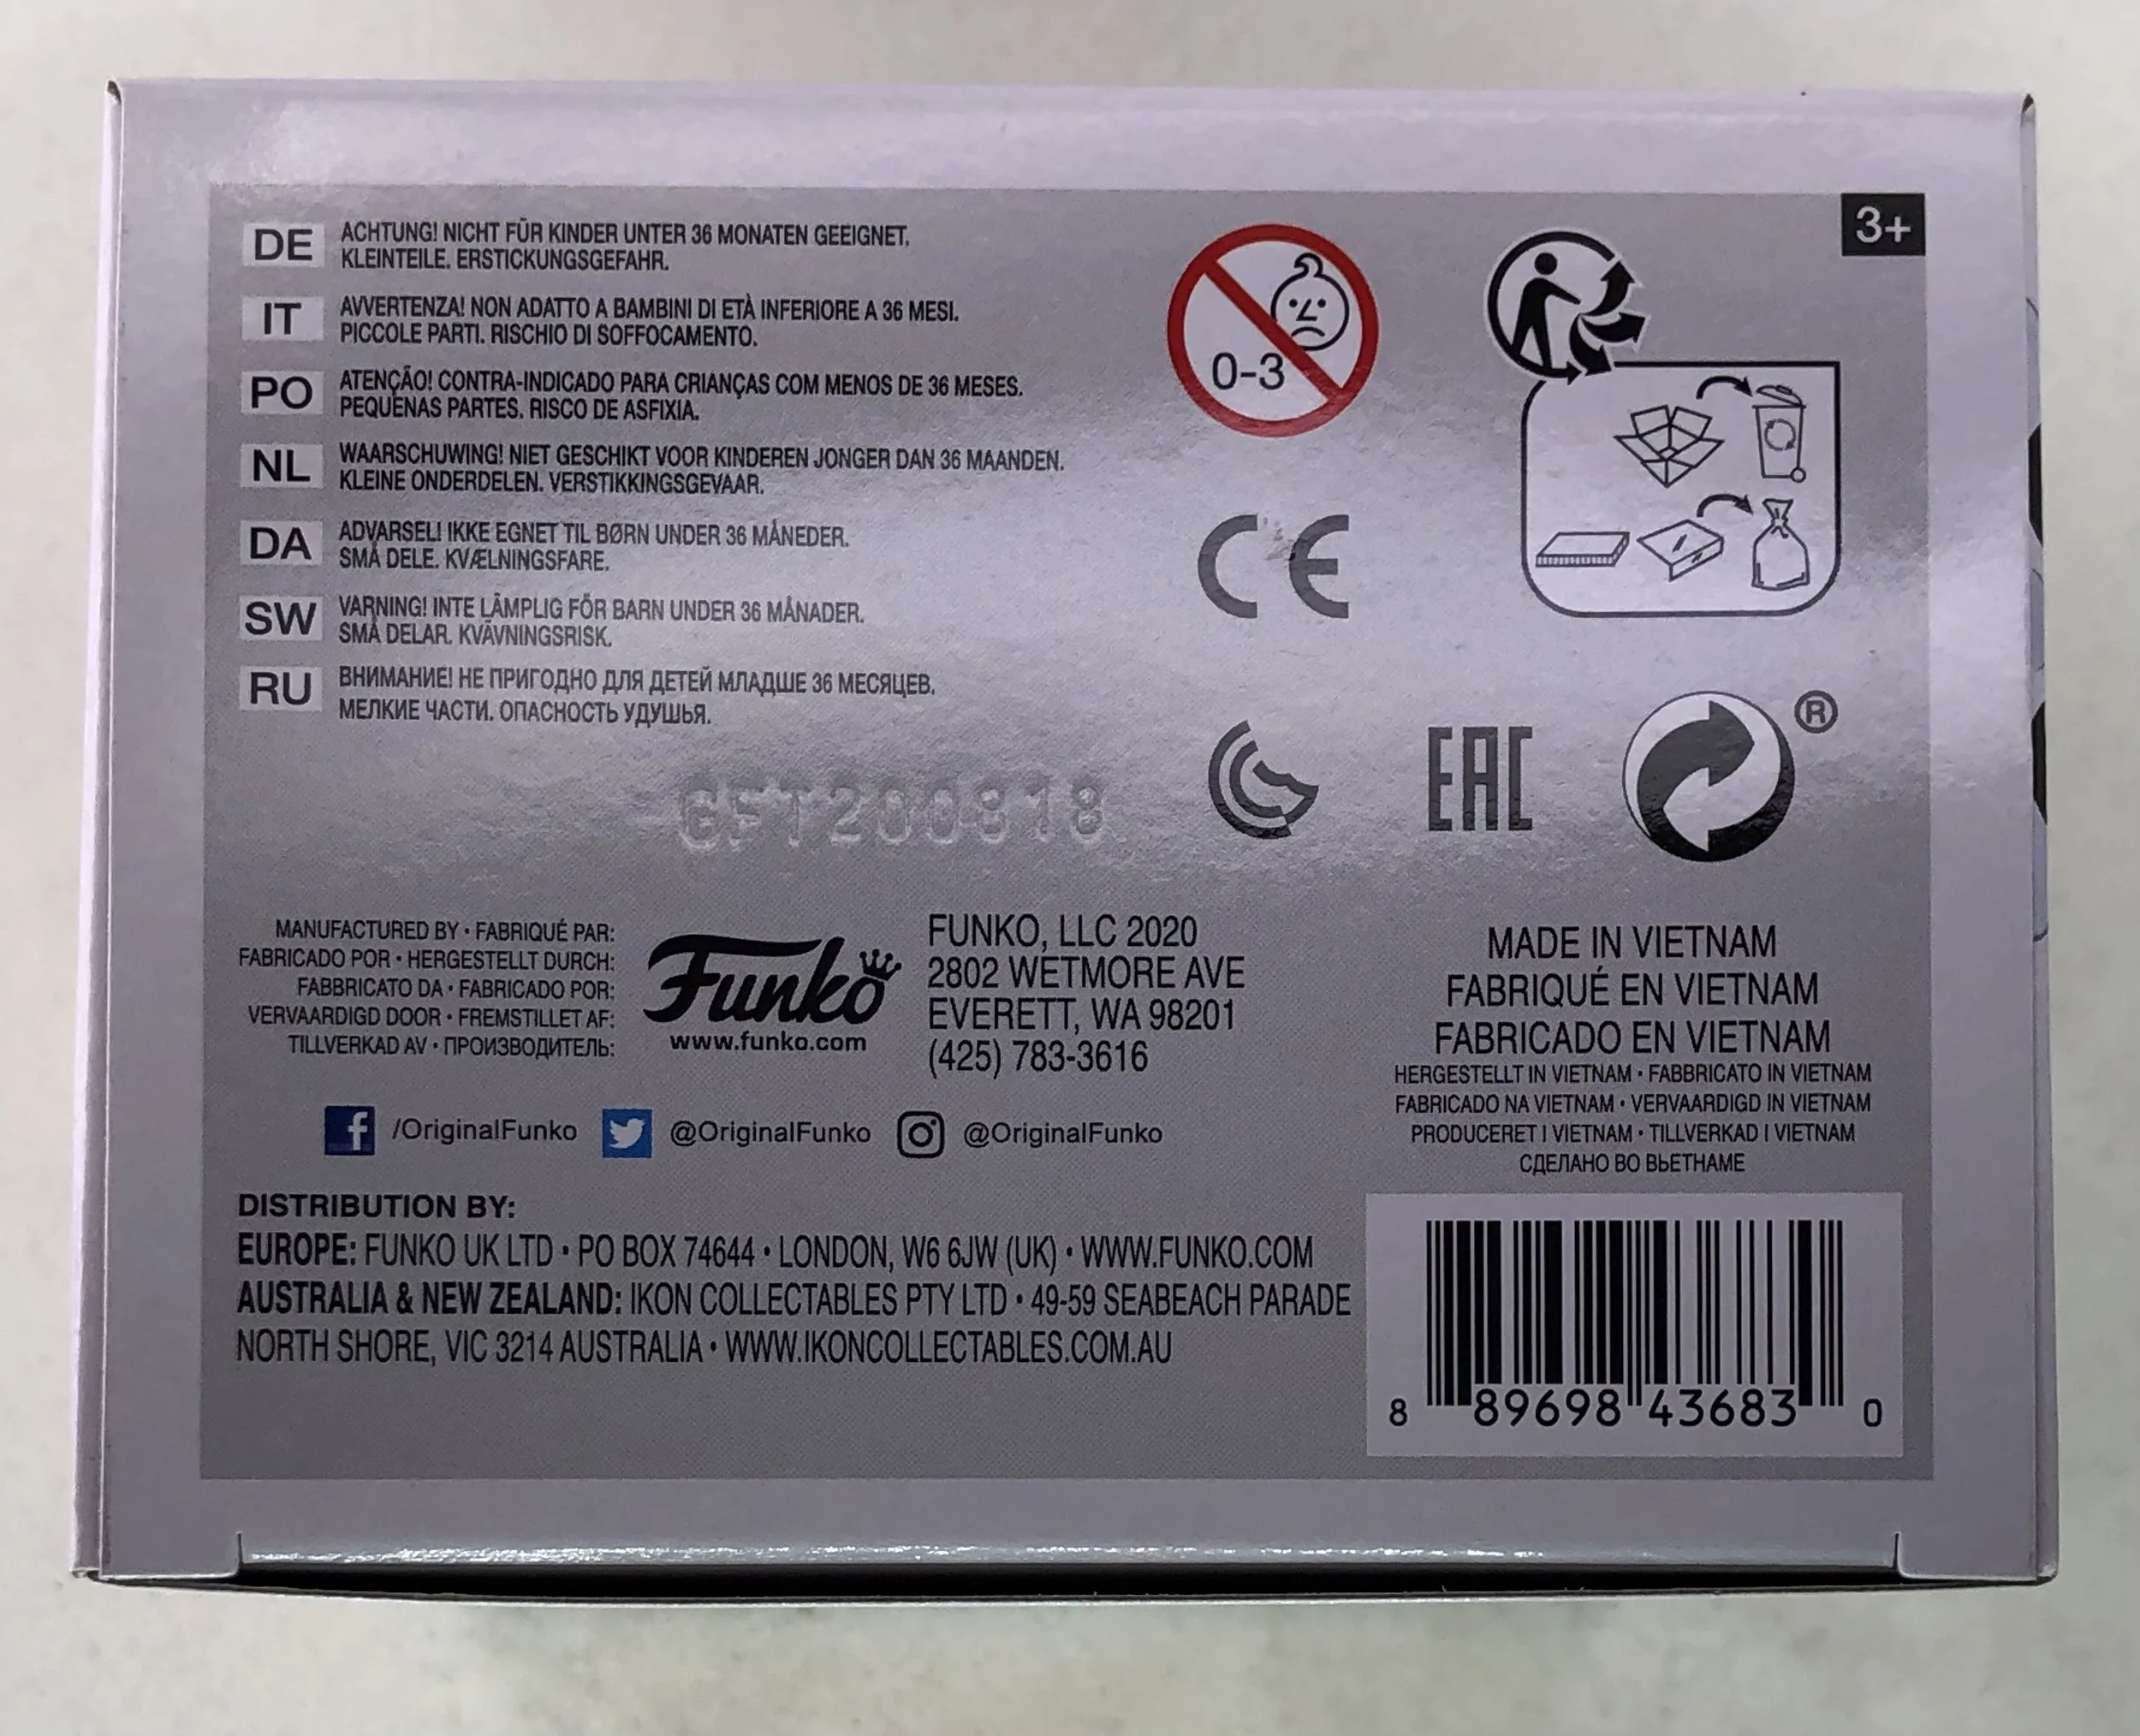 3+
DE
ACHTUNG! NICHT FÜR KINDER UNTER 36 MONATEN GEEIGNET.
KLEINTEILE. ERSTICKUNGSGEFAHR.
IT
AVVERTENZA! NON ADATTO A BAMBINI DI ETÀ INFERIORE A 36 MESI.
PICCOLE PARTI. RISCHIO DI SOFFOCAMENTO.
PO
ATENÇÃO! CONTRA-INDICADO PARA CRIANÇAS COM MENOS DE 36 MESES.
PEQUENAS PARTES. RISCO DE ASFIXIA.
NL
WAARSCHUWING! NIET GESCHIKT VOOR KINDEREN JONGER DAN 36 MAANDEN.
KLEINE ONDERDELEN. VERSTIKKINGSGEVAAR.
DA
ADVARSEL! IKKE EGNET TIL BØRN UNDER 36 MÅNEDER.
SMÅ DELE. KVÆLNINGSFARE.
SW
VARNING! INTE LÄMPLIG FÖR BARN UNDER 36 MÅNADER.
SMÅ DELAR. KVÄVNINGSRISK.
RU
ВНИМАНИЕ! НЕ ПРИГОДНО ДЛЯ ДЕТЕЙ МЛАДШЕ 36 МЕСЯЦЕВ.
МЕЛКИЕ ЧАСТИ. ОПАСНОСТЬ УДУШЬЯ.
0-3
CE
EAC
®
MANUFACTURED BY • FABRIQUÉ PAR:
FABRICADO POR • HERGESTELLT DURCH:
FABBRICATO DA • FABRICADO POR:
VERVAARDIGD DOOR • FREMSTILLET AF:
TILLVERKAD AV • ПРОИЗВОДИТЕЛЬ:
Funko
www.funko.com
FUNKO, LLC 2020
2802 WETMORE AVE
EVERETT, WA 98201
(425) 783-3616
MADE IN VIETNAM
FABRIQUÉ EN VIETNAM
FABRICADO EN VIETNAM
HERGESTELLT IN VIETNAM • FABBRICATO IN VIETNAM
FABRICADO NA VIETNAM • VERVAARDIGD IN VIETNAM
PRODUCERET I VIETNAM • TILLVERKAD I VIETNAM
СДЕЛАНО ВО ВЬЕТНАМЕ
/OriginalFunko @OriginalFunko @OriginalFunko
DISTRIBUTION BY:
EUROPE: FUNKO UK LTD • PO BOX 74644 • LONDON, W6 6JW (UK) • WWW.FUNKO.COM
AUSTRALIA & NEW ZEALAND: IKON COLLECTABLES PTY LTD • 49-59 SEABEACH PARADE
NORTH SHORE, VIC 3214 AUSTRALIA • WWW.IKONCOLLECTABLES.COM.AU
8 89698 43683 0